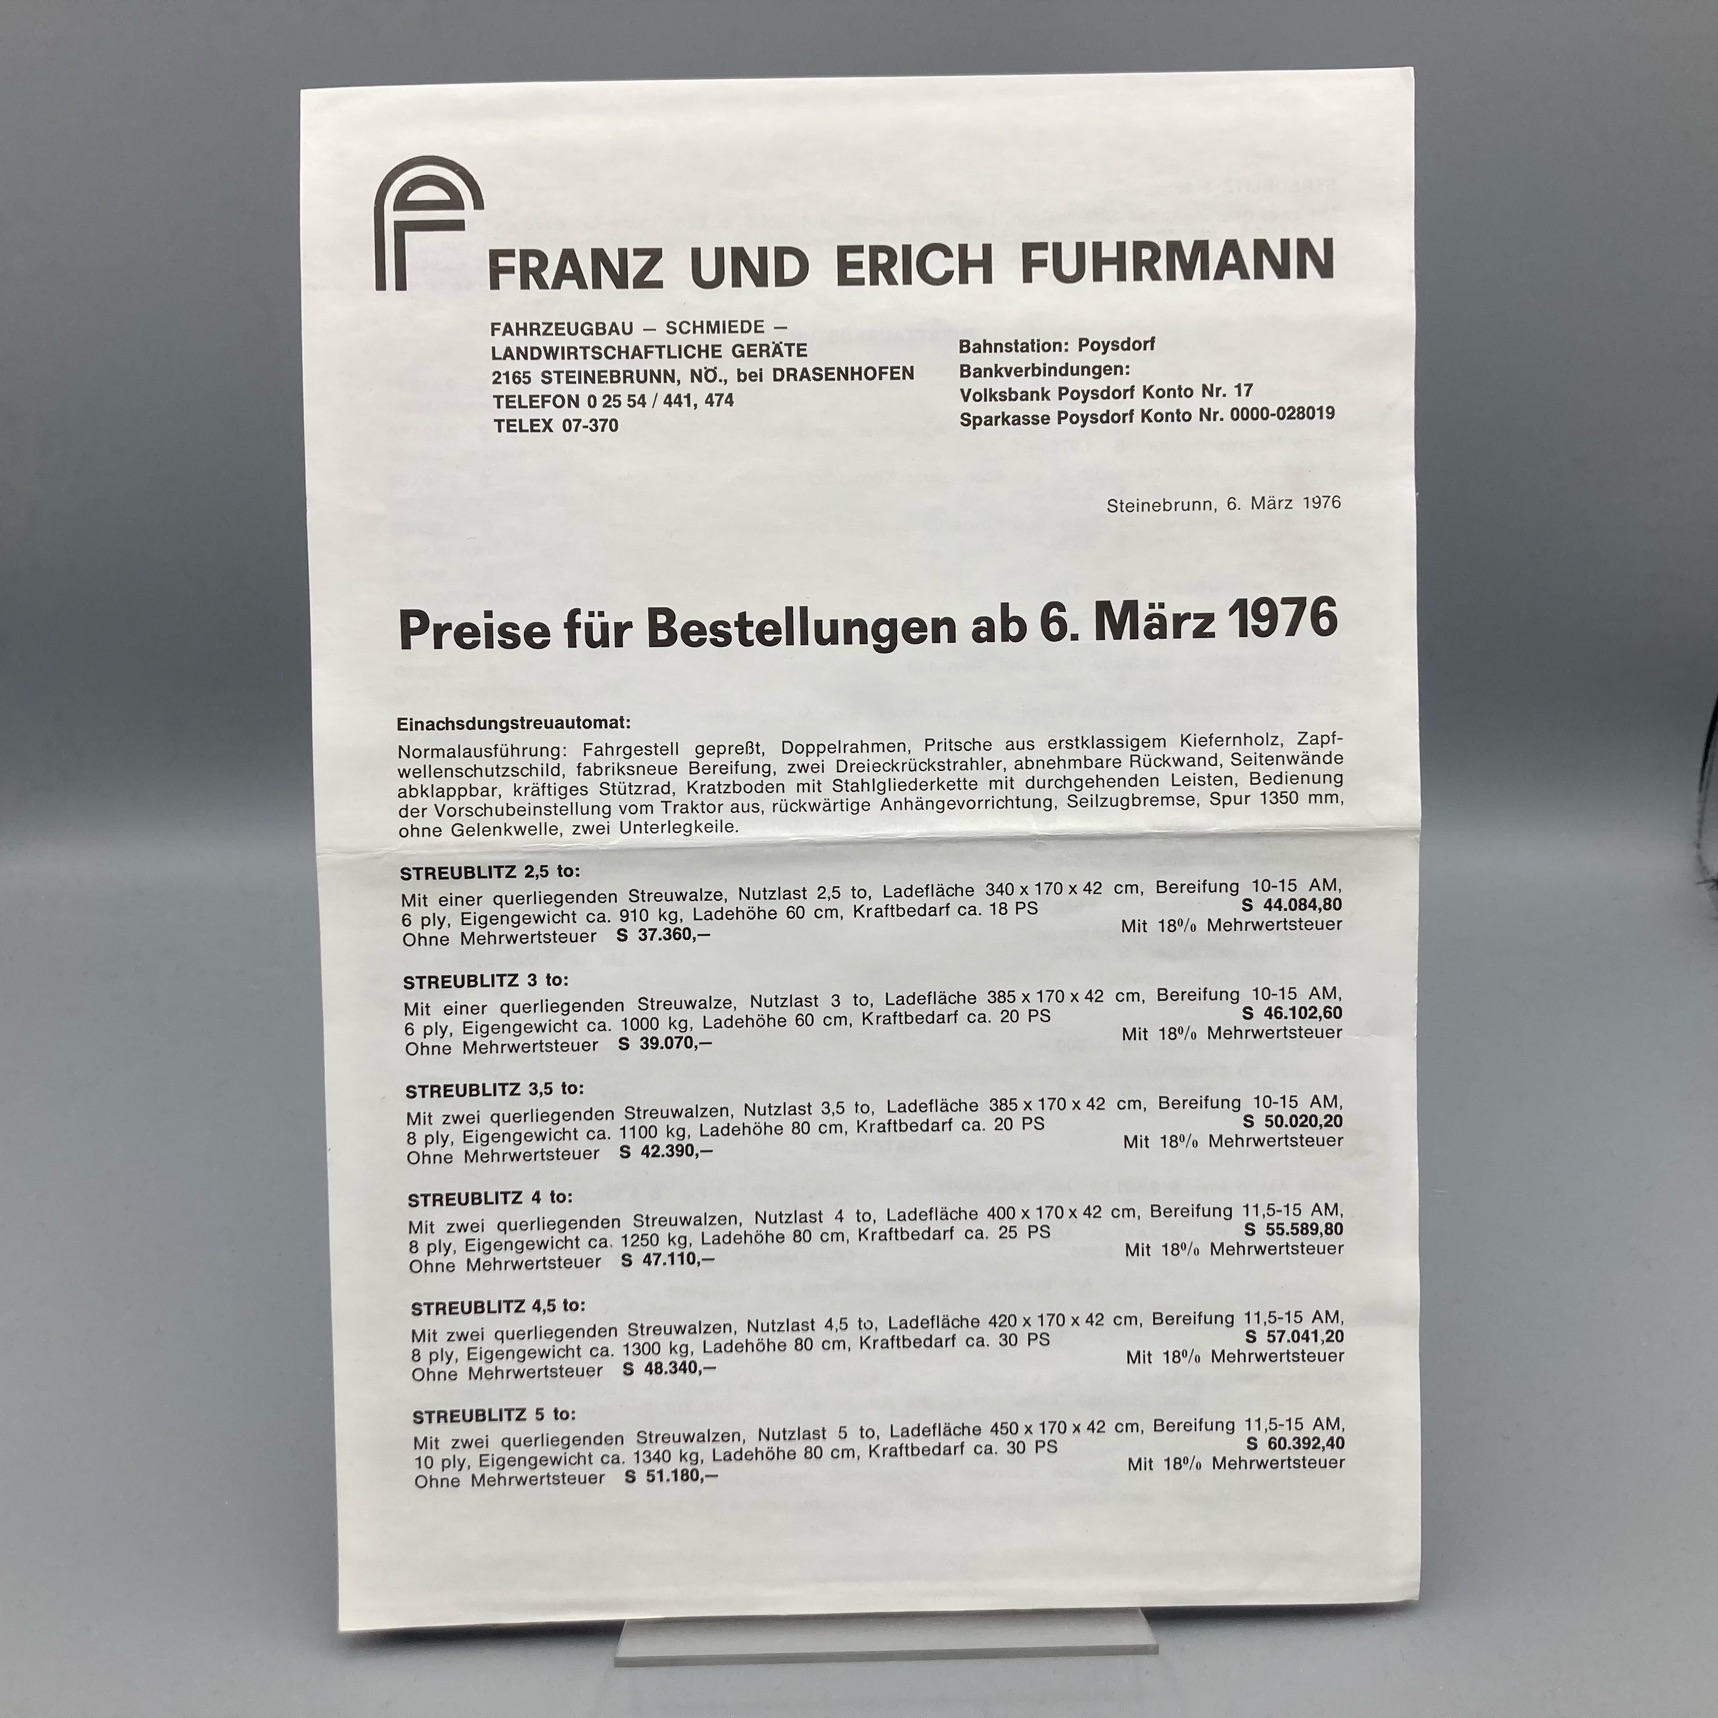 FRANZ UND ERICH FUHRMANN
FAHRZEUGBAU – SCHMIEDE –
LANDWIRTSCHAFTLICHE GERÄTE
2165 STEINEBRUNN, NÖ., bei DRASENHOFEN
TELEFON 0 25 54 / 441, 474
TELEX 07-370
Bahnstation: Poysdorf
Bankverbindungen:
Volksbank Poysdorf Konto Nr. 17
Sparkasse Poysdorf Konto Nr. 0000-028019
Steinebrunn, 6. März 1976
Preise für Bestellungen ab 6. März 1976
Einachsdungstreuautomat:
Normalausführung: Fahrgestell gepreßt, Doppelrahmen, Pritsche aus erstklassigem Kiefernholz, Zapf-
wellenschutzschild, fabriksneue Bereifung, zwei Dreieckrückstrahler, abnehmbare Rückwand, Seitenwände
abklappbar, kräftiges Stützrad, Kratzboden mit Stahlgliederkette mit durchgehenden Leisten, Bedienung
der Vorschubeinstellung vom Traktor aus, rückwärtige Anhängevorrichtung, Seilzugbremse, Spur 1350 mm,
ohne Gelenkwelle, zwei Unterlegkeile.
STREUBLITZ 2,5 to:
Mit einer querliegenden Streuwalze, Nutzlast 2,5 to, Ladefläche 340 x 170 x 42 cm, Bereifung 10-15 AM,
6 ply, Eigengewicht ca. 910 kg, Ladehöhe 60 cm, Kraftbedarf ca. 18 PS S 44.084,80
Ohne Mehrwertsteuer S 37.360,— Mit 18% Mehrwertsteuer
STREUBLITZ 3 to:
Mit einer querliegenden Streuwalze, Nutzlast 3 to, Ladefläche 385 x 170 x 42 cm, Bereifung 10-15 AM,
6 ply, Eigengewicht ca. 1000 kg, Ladehöhe 60 cm, Kraftbedarf ca. 20 PS S 46.102,60
Ohne Mehrwertsteuer S 39.070,— Mit 18% Mehrwertsteuer
STREUBLITZ 3,5 to:
Mit zwei querliegenden Streuwalzen, Nutzlast 3,5 to, Ladefläche 385 x 170 x 42 cm, Bereifung 10-15 AM,
8 ply, Eigengewicht ca. 1100 kg, Ladehöhe 80 cm, Kraftbedarf ca. 20 PS S 50.020,20
Ohne Mehrwertsteuer S 42.390,— Mit 18% Mehrwertsteuer
STREUBLITZ 4 to:
Mit zwei querliegenden Streuwalzen, Nutzlast 4 to, Ladefläche 400 x 170 x 42 cm, Bereifung 11,5-15 AM,
8 ply, Eigengewicht ca. 1250 kg, Ladehöhe 80 cm, Kraftbedarf ca. 25 PS S 55.589,80
Ohne Mehrwertsteuer S 47.110,— Mit 18% Mehrwertsteuer
STREUBLITZ 4,5 to:
Mit zwei querliegenden Streuwalzen, Nutzlast 4,5 to, Ladefläche 420 x 170 x 42 cm, Bereifung 11,5-15 AM,
8 ply, Eigengewicht ca. 1300 kg, Ladehöhe 80 cm, Kraftbedarf ca. 30 PS S 57.041,20
Ohne Mehrwertsteuer S 48.340,— Mit 18% Mehrwertsteuer
STREUBLITZ 5 to:
Mit zwei querliegenden Streuwalzen, Nutzlast 5 to, Ladefläche 450 x 170 x 42 cm, Bereifung 11,5-15 AM,
10 ply, Eigengewicht ca. 1340 kg, Ladehöhe 80 cm, Kraftbedarf ca. 30 PS S 60.392,40
Ohne Mehrwertsteuer S 51.180,— Mit 18% Mehrwertsteuer